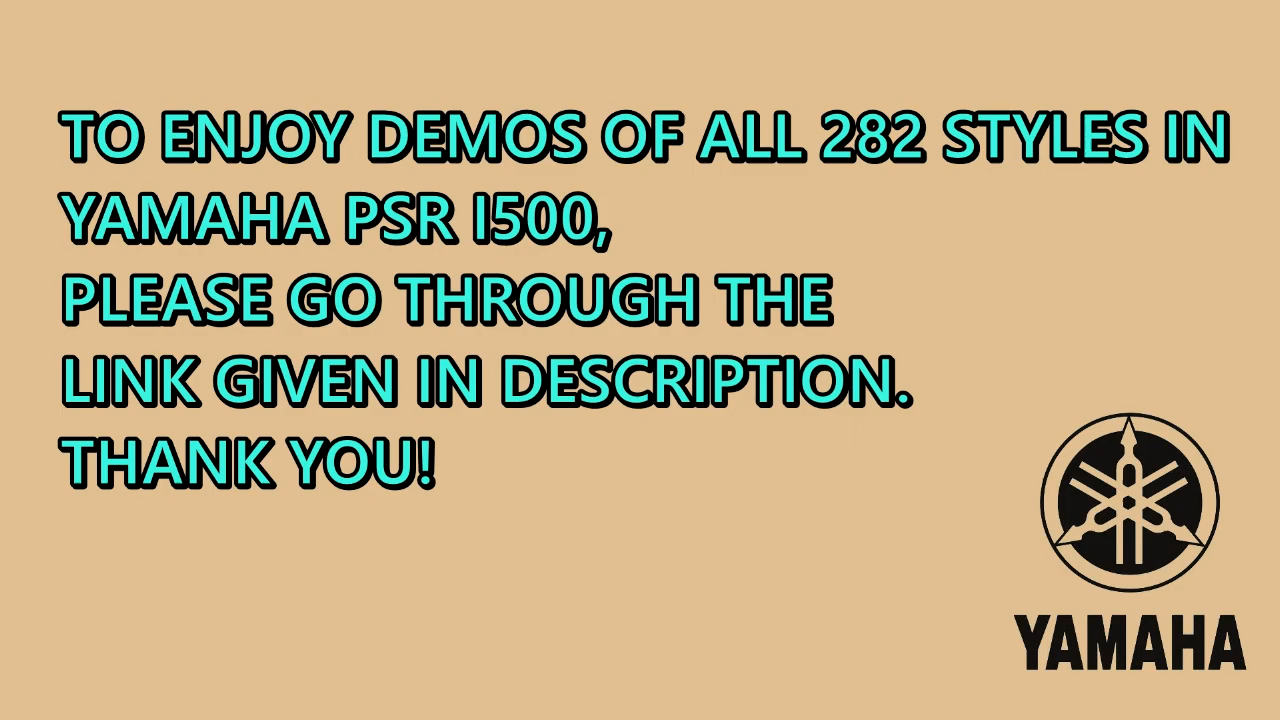 TO ENJOY DEMOS OF ALL 282 STYLES IN
YAMAHA PSR I500,
PLEASE GO THROUGH THE
LINK GIVEN IN DESCRIPTION.
THANK YOU!
YAMAHA